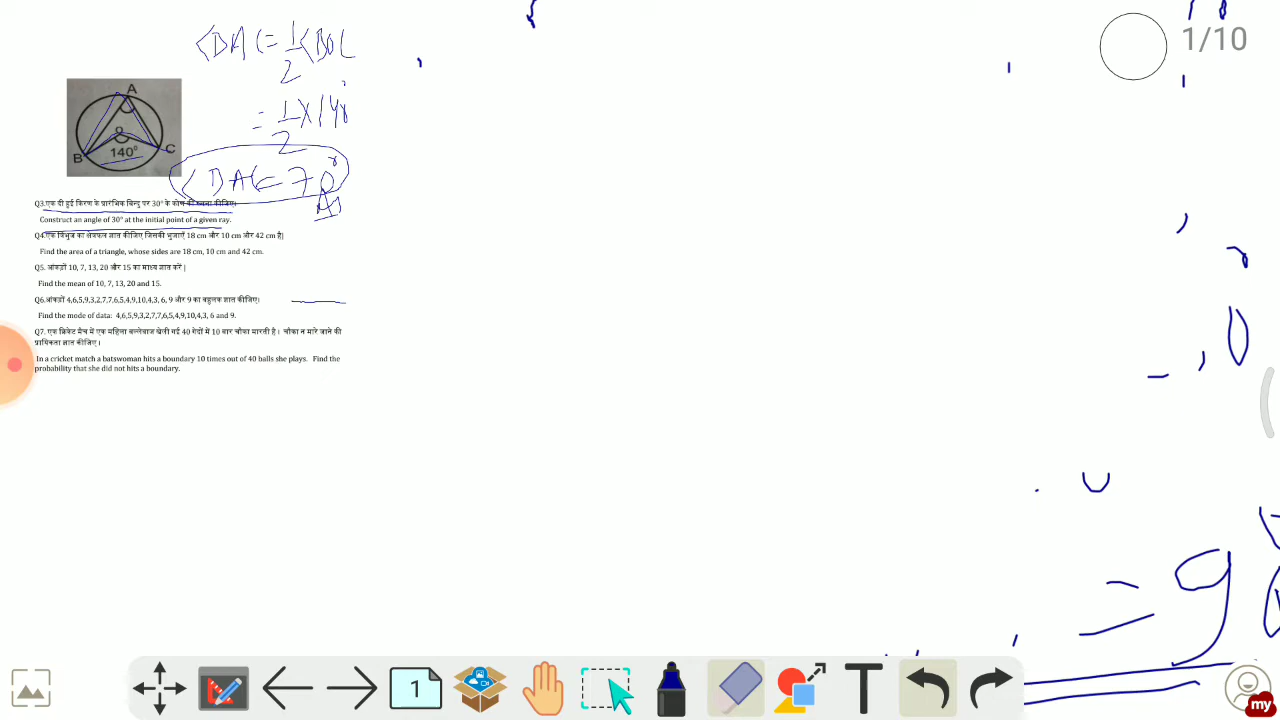 <BAC = 1/2 <BOC
= 1/2 x 140°
<BAC = 70°
Ans
A
O
B
C
140°
Q3.एक दी हुई किरण के प्रारंभिक बिन्दु पर 30° के कोण की रचना कीजिए।
Construct an angle of 30° at the initial point of a given ray.
Q4.एक त्रिभुज का क्षेत्रफल ज्ञात कीजिए जिसकी भुजाएँ 18 cm और 10 cm और 42 cm है|
Find the area of a triangle, whose sides are 18 cm, 10 cm and 42 cm.
Q5. आंकड़ों 10, 7, 13, 20 और 15 का माध्य ज्ञात करें |
Find the mean of 10, 7, 13, 20 and 15.
Q6.आंकड़ों 4,6,5,9.3,2,7,7,6,5,4,9,10,4,3, 6, 9 और 9 का बहुलक ज्ञात कीजिए।
Find the mode of data: 4,6,5,9,3,2,7,7,6,5,4,9,10,4,3, 6 and 9.
Q7. एक क्रिकेट मैच में एक महिला बल्लेबाज खेली गई 40 गेंदों में 10 बार चौका मारती है। चौका न मारे जाने की
प्रायिकता ज्ञात कीजिए।
In a cricket match a batswoman hits a boundary 10 times out of 40 balls she plays. Find the
probability that she did not hits a boundary.
1/10
= 9
1
T
my